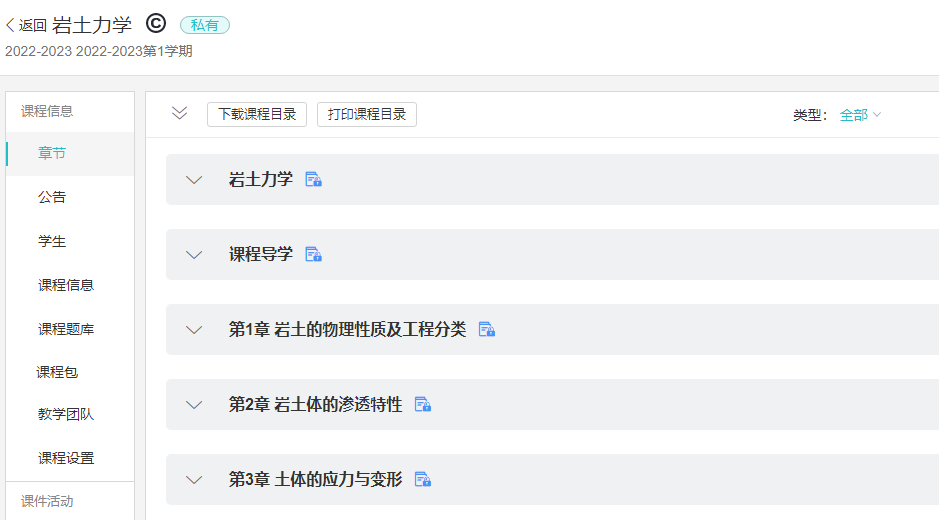 返回 岩土力学 © 私有
2022-2023 2022-2023第1学期
课程信息
章节
公告
学生
课程信息
课程题库
课程包
教学团队
课程设置
课件活动
下载课程目录 打印课程目录 类型： 全部
岩土力学
课程导学
第1章 岩土的物理性质及工程分类
第2章 岩土体的渗透特性
第3章 土体的应力与变形